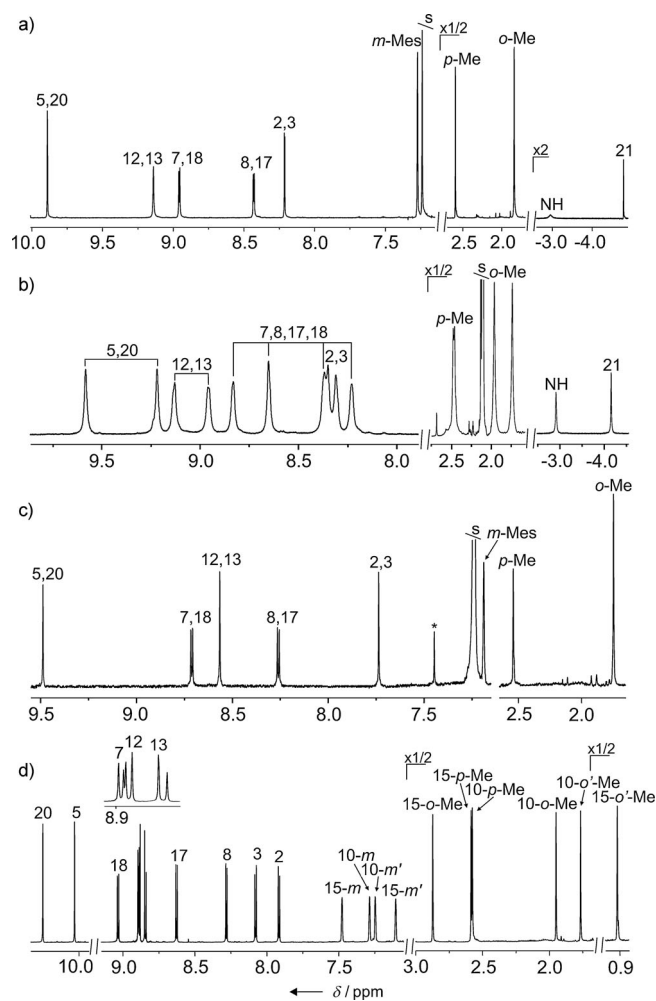 a)
s
x1/2
m-Mes
p-Me
o-Me
5,20
12,13
7,18
8,17
2,3
x2
NH
21
10.0 9.5 9.0 8.5 8.0 7.5 2.5 2.0 -3.0 -4.0
b)
x1/2
s
o-Me
p-Me
7,8,17,18
5,20
12,13
2,3
NH
21
9.5 9.0 8.5 8.0 2.5 2.0 -3.0 -4.0
c)
o-Me
s
m-Mes
p-Me
5,20
12,13
7,18
8,17
2,3
*
9.5 9.0 8.5 8.0 7.5 2.5 2.0
d)
7 12 13
8.9
x1/2
x1/2
15-p-Me
10-p-Me
10-o'-Me
15-o-Me
10-o-Me
15-o'-Me
20 5
18
17
8
3
2
10-m
10-m'
15-m
15-m'
10.0 9.0 8.5 8.0 7.5 3.0 2.5 2.0 0.9
← δ / ppm